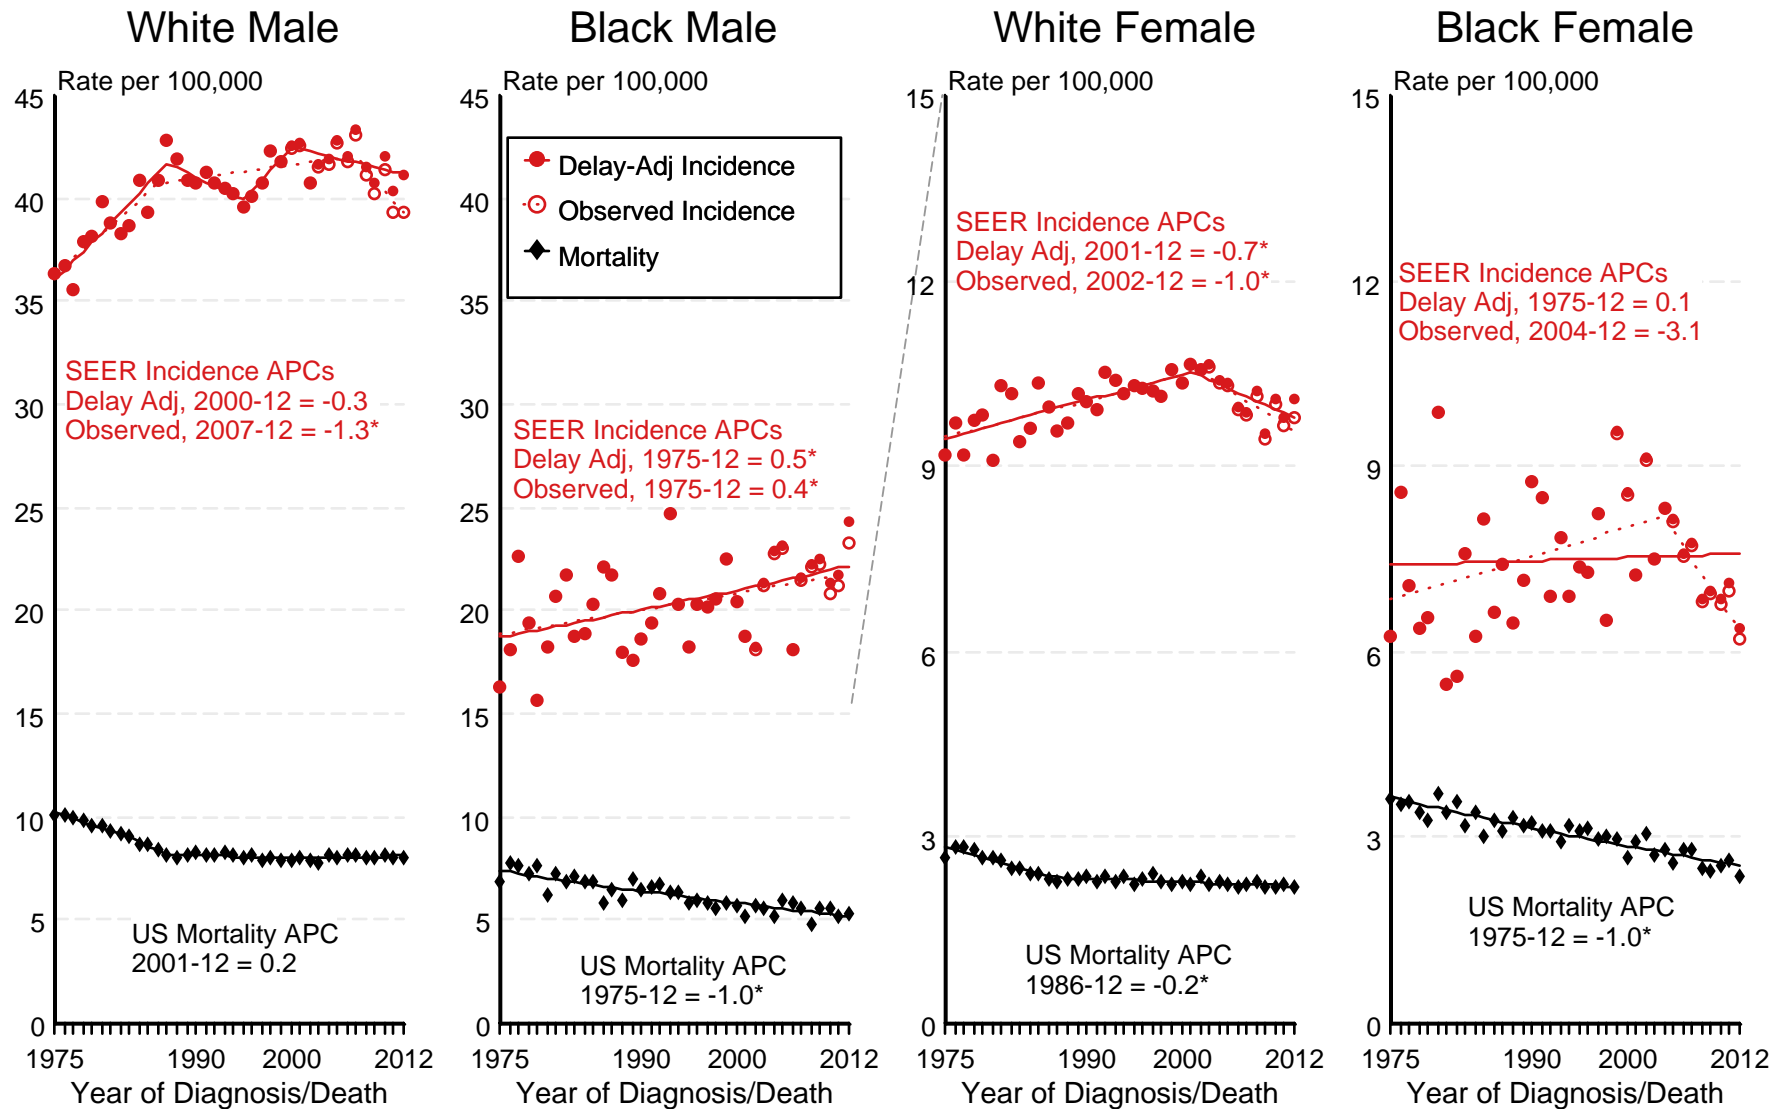 White Male
Rate per 100,000
45
40
35
30
25
20
15
10
5
0
SEER Incidence APCs
Delay Adj, 2000-12 = -0.3
Observed, 2007-12 = -1.3*
US Mortality APC
2001-12 = 0.2
1975 1990 2000 2012
Year of Diagnosis/Death
Black Male
Rate per 100,000
45
40
35
30
25
20
15
10
5
0
Delay-Adj Incidence
Observed Incidence
Mortality
SEER Incidence APCs
Delay Adj, 1975-12 = 0.5*
Observed, 1975-12 = 0.4*
US Mortality APC
1975-12 = -1.0*
1975 1990 2000 2012
Year of Diagnosis/Death
White Female
Rate per 100,000
15
12
9
6
3
0
SEER Incidence APCs
Delay Adj, 2001-12 = -0.7*
Observed, 2002-12 = -1.0*
US Mortality APC
1986-12 = -0.2*
1975 1990 2000 2012
Year of Diagnosis/Death
Black Female
Rate per 100,000
15
12
9
6
3
0
SEER Incidence APCs
Delay Adj, 1975-12 = 0.1
Observed, 2004-12 = -3.1
US Mortality APC
1975-12 = -1.0*
1975 1990 2000 2012
Year of Diagnosis/Death